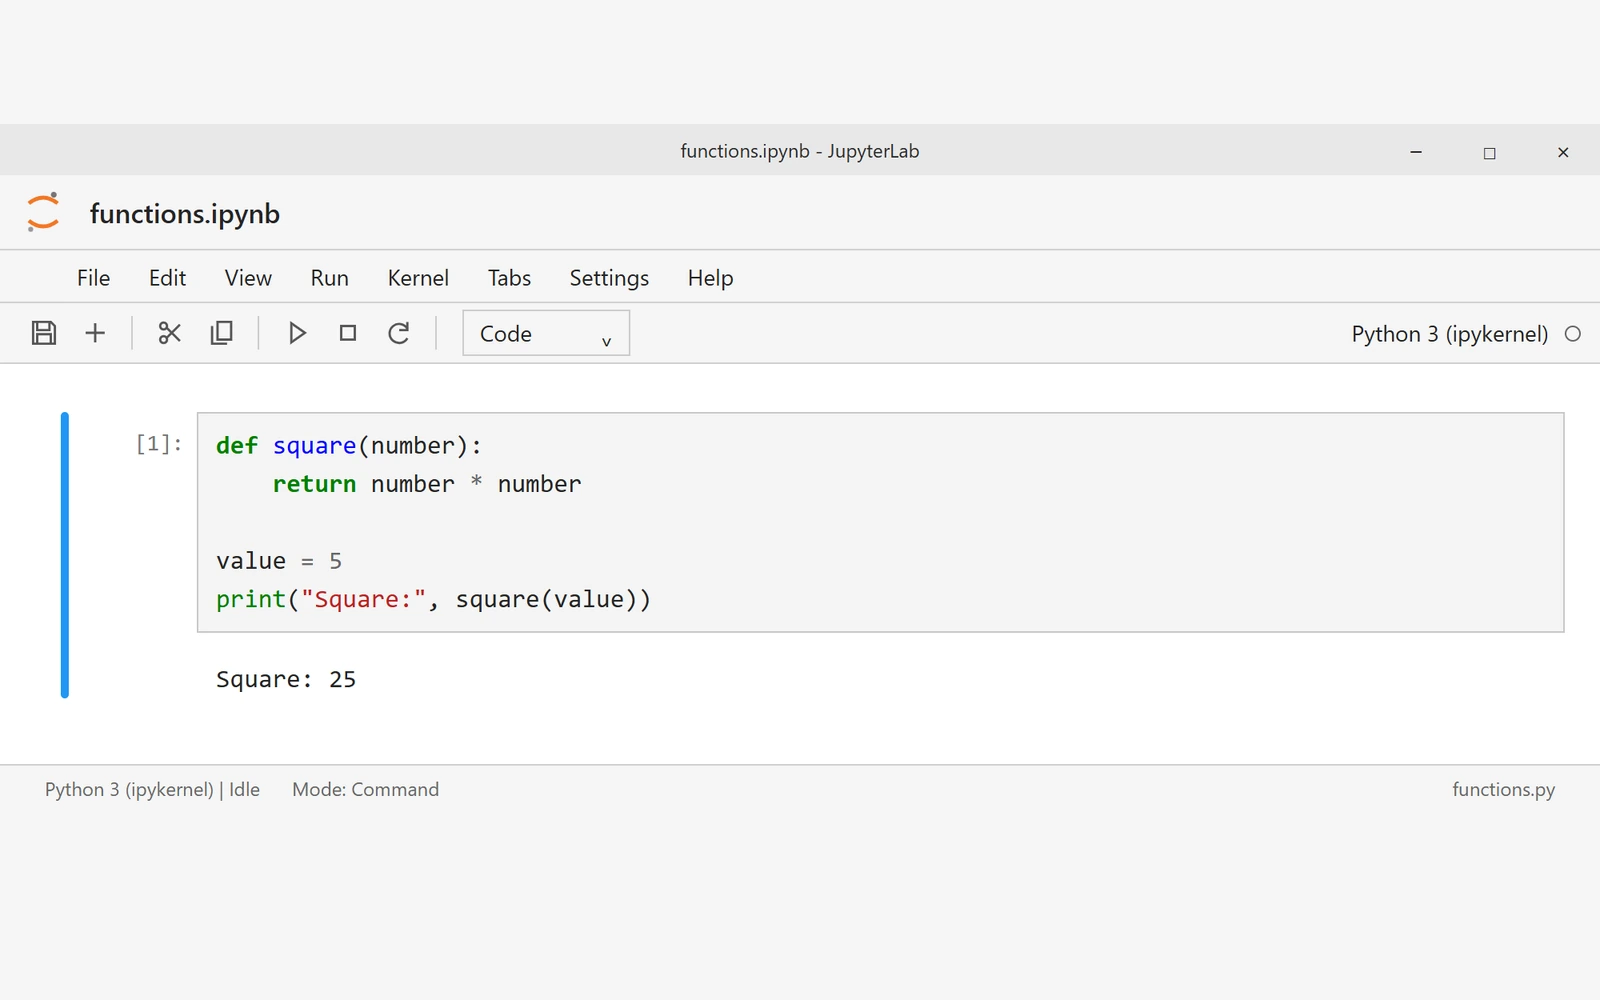 functions.ipynb - JupyterLab
functions.ipynb
File Edit View Run Kernel Tabs Settings Help
Code Python 3 (ipykernel)
[1]: def square(number):
    return number * number

value = 5
print("Square:", square(value))
Square: 25
Python 3 (ipykernel) | Idle Mode: Command functions.py